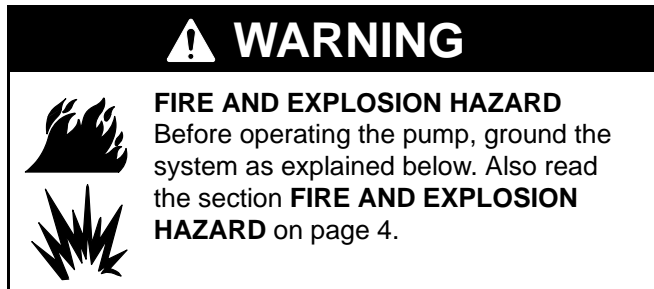 WARNING
FIRE AND EXPLOSION HAZARD
Before operating the pump, ground the
system as explained below. Also read
the section FIRE AND EXPLOSION
HAZARD on page 4.